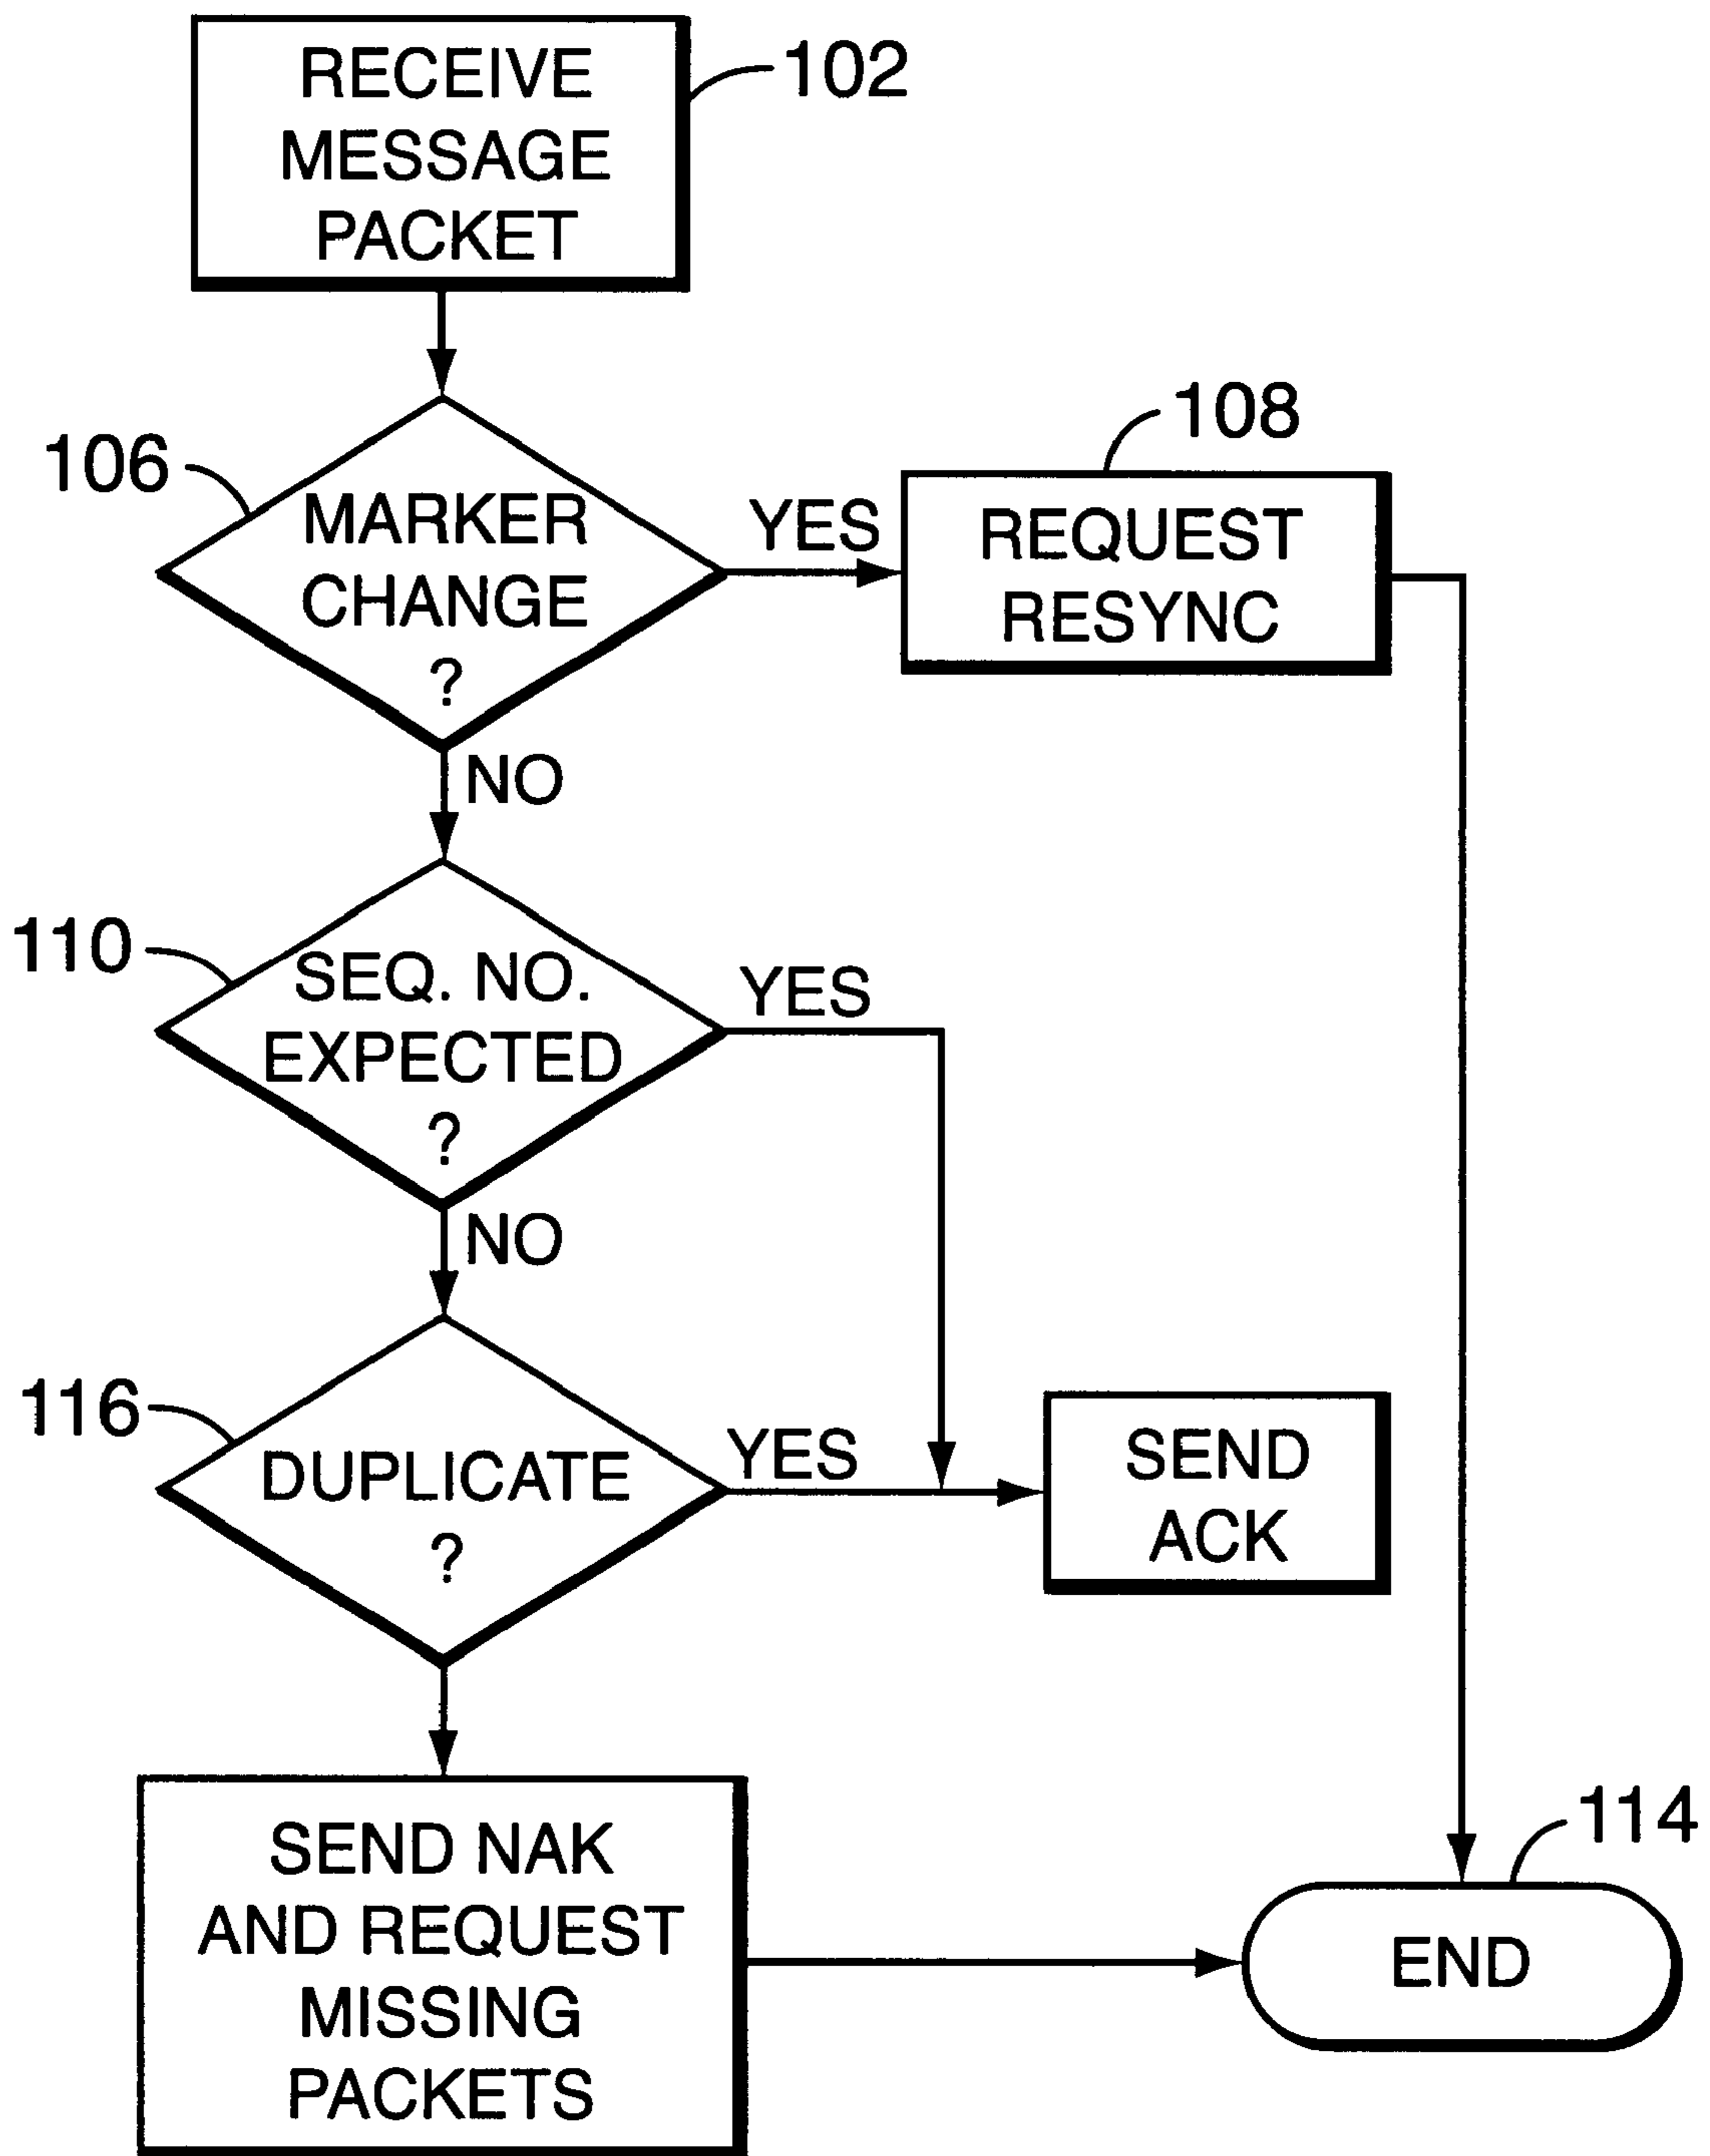 RECEIVE
MESSAGE
PACKET
102
106
MARKER
CHANGE
?
YES
108
REQUEST
RESYNC
NO
110
SEQ. NO.
EXPECTED
?
YES
NO
116
DUPLICATE
?
YES
SEND
ACK
SEND NAK
AND REQUEST
MISSING
PACKETS
114
END